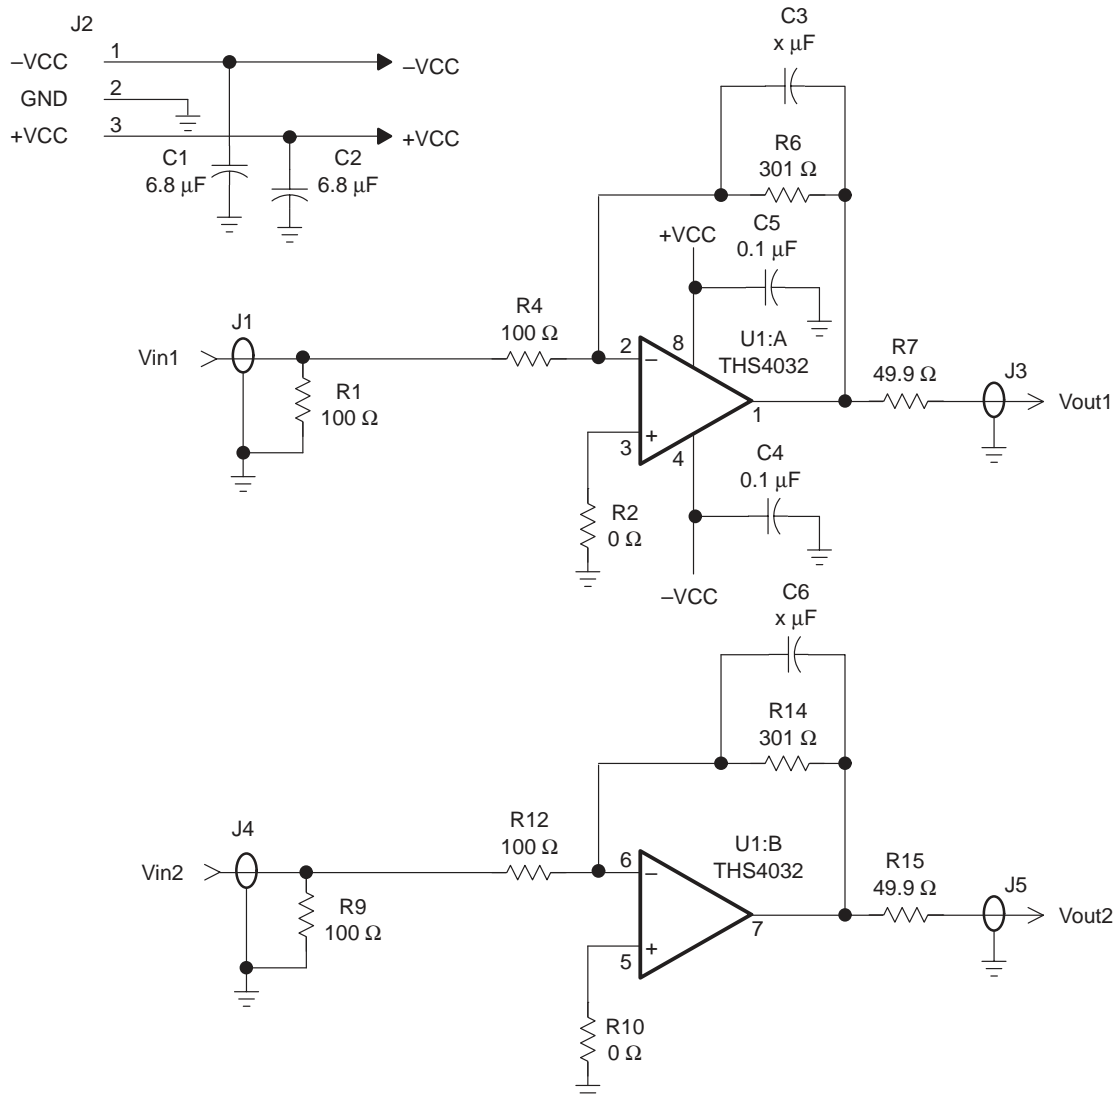 J2
–VCC 1 –VCC
GND 2
+VCC 3 +VCC
C1
6.8 μF
C2
6.8 μF
C3
x μF
R6
301 Ω
C5
0.1 μF
+VCC
Vin1
J1
R1
100 Ω
R4
100 Ω
2
–
8
U1:A
THS4032
3
+
4
1
R7
49.9 Ω
J3
Vout1
R2
0 Ω
C4
0.1 μF
–VCC
C6
x μF
R14
301 Ω
Vin2
J4
R9
100 Ω
R12
100 Ω
6
–
U1:B
THS4032
5
+
7
R15
49.9 Ω
J5
Vout2
R10
0 Ω